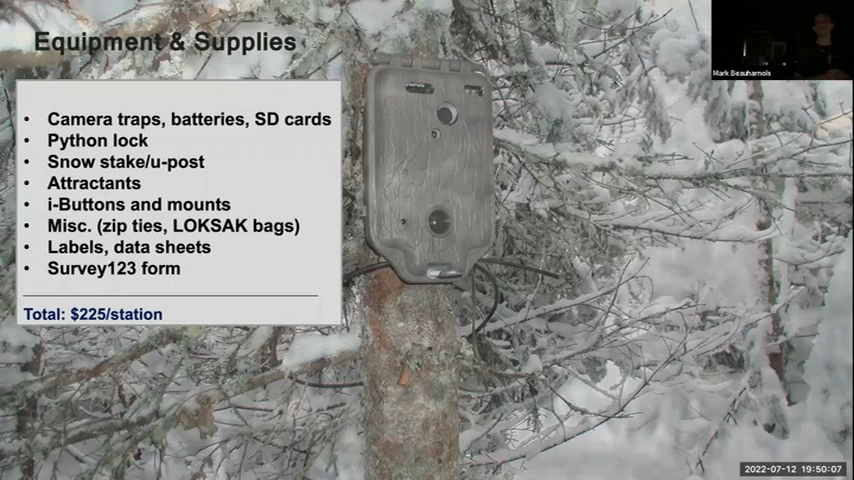 Equipment & Supplies
• Camera traps, batteries, SD cards
• Python lock
• Snow stake/u-post
• Attractants
• i-Buttons and mounts
• Misc. (zip ties, LOKSAK bags)
• Labels, data sheets
• Survey123 form
Total: $225/station
Mark Beauharnois
2022-07-12 19:50:07